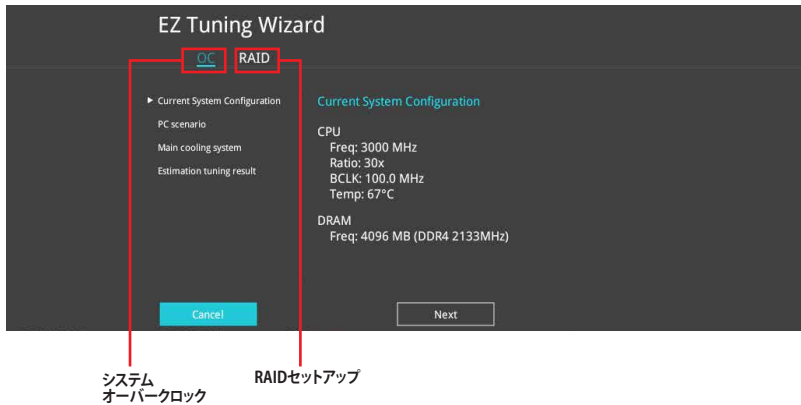 EZ Tuning Wizard
OC RAID
Current System Configuration
PC scenario
Main cooling system
Estimation tuning result
Current System Configuration
CPU
Freq: 3000 MHz
Ratio: 30x
BCLK: 100.0 MHz
Temp: 67°C
DRAM
Freq: 4096 MB (DDR4 2133MHz)
Cancel
Next
システム
オーバークロック
RAIDセットアップ